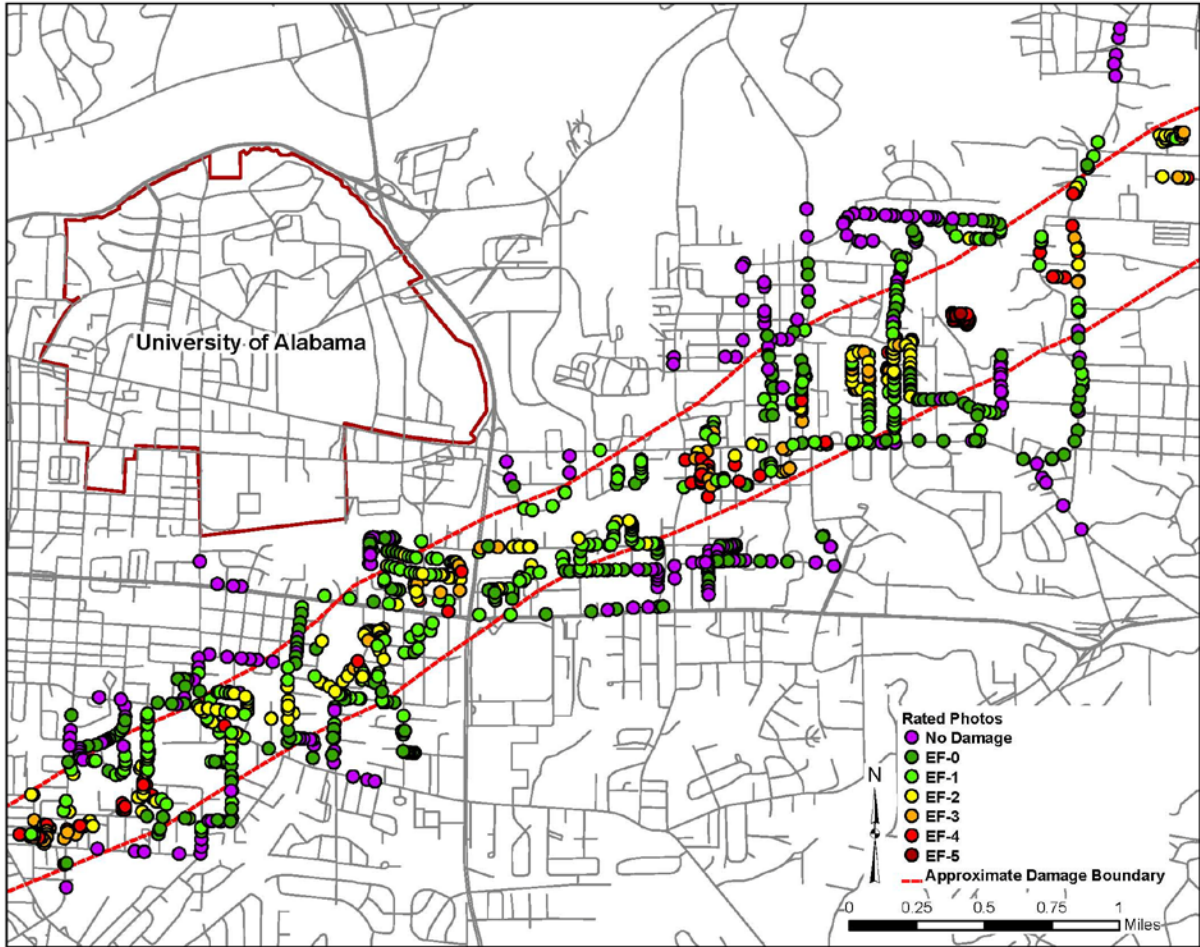 University of Alabama
Rated Photos
No Damage
EF-0
EF-1
EF-2
EF-3
EF-4
EF-5
Approximate Damage Boundary
N
0 0.25 0.5 0.75 1 Miles